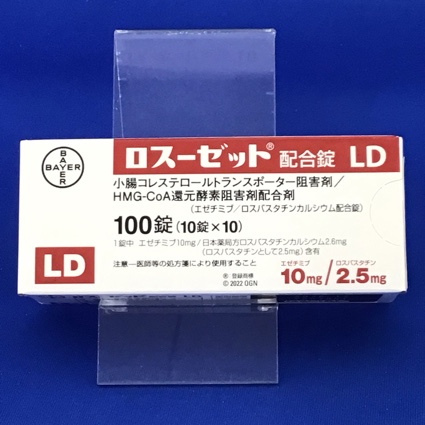 BAYER
BAYER
ロスーゼット® 配合錠 LD
小腸コレステロールトランスポーター阻害剤/
HMG-CoA還元酵素阻害剤配合剤
(エゼチミブ/ロスバスタチンカルシウム配合錠)
100錠(10錠×10)
1錠中 エゼチミブ10mg/日本薬局方ロスバスタチンカルシウム2.6mg
(ロスバスタチンとして2.5mg)含有
LD
注意-医師等の処方箋により使用すること
® 登録商標
© 2022 OGN
エゼチミブ ロスバスタチン
10mg/2.5mg